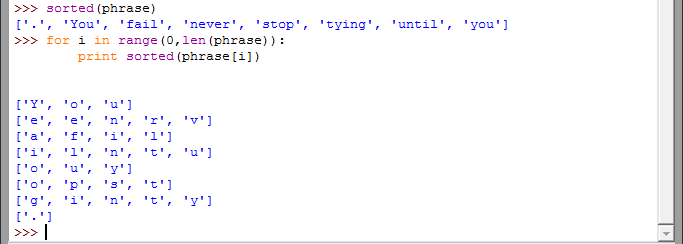 >>> sorted(phrase)
['.', 'You', 'fail', 'never', 'stop', 'tying', 'until', 'you']
>>> for i in range(0,len(phrase)):
        print sorted(phrase[i])
['Y', 'o', 'u']
['e', 'e', 'n', 'r', 'v']
['a', 'f', 'i', 'l']
['i', 'l', 'n', 't', 'u']
['o', 'u', 'y']
['o', 'p', 's', 't']
['g', 'i', 'n', 't', 'y']
['.']
>>>